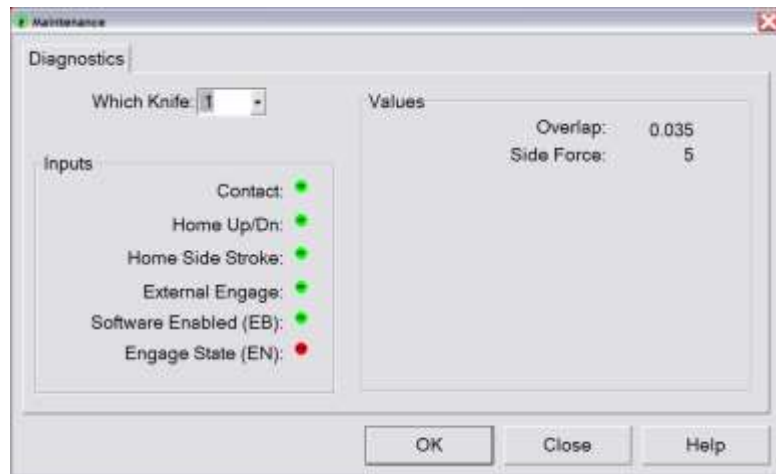 Maintenance
Diagnostics
Which Knife: 1
Inputs
Contact:
Home Up/Dn:
Home Side Stroke:
External Engage:
Software Enabled (EB):
Engage State (EN):
Values
Overlap: 0.035
Side Force: 5
OK Close Help